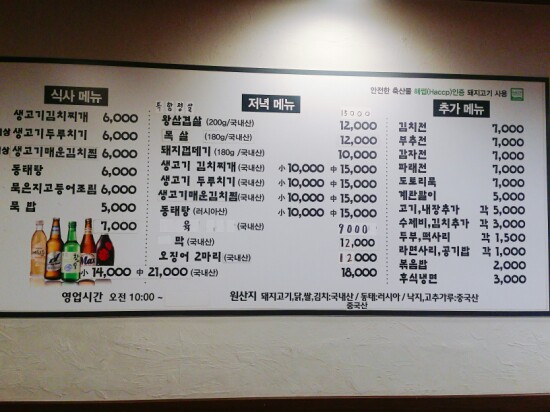 안전한 축산물 해썹(Haccp)인증 돼지고기 사용
식사 메뉴
생고기김치찌개 6,000
생고기두루치기 6,000
생고기매운김치찜 6,000
동태탕 6,000
묵은지고등어조림 6,000
묵 밥 5,000
7,000
小 14,000 中 21,000 (국내산)
영업시간 오전 10:00 ~
저녁 메뉴
15000
왕삼겹살 (200g/국내산) 12,000
목 살 (180g/국내산) 12,000
돼지껍데기 (180g/국내산) 10,000
생고기 김치찌개 (국내산) 小 10,000 中 15,000
생고기 두루치기 (국내산) 小 10,000 中 15,000
생고기매운김치찜 (국내산) 小 10,000 中 15,000
동태탕 (러시아산) 小 10,000 中 15,000
육 (국내산) 9000
막 (국내산) 12,000
오징어 2마리 (국내산) 12000
18,000
추가 메뉴
김치전 7,000
부추전 7,000
감자전 7,000
파태전 7,000
도토리묵 7,000
계란말이 5,000
고기,내장추가 각 5,000
수제비,김치추가 각 3,000
두부,떡사리 각 1,500
라면사리,공기밥 각 1,000
볶음밥 2,000
후식냉면 3,000
원산지 돼지고기,닭,쌀,김치:국내산 / 동태:러시아 / 낙지,고추가루:중국산
중국산